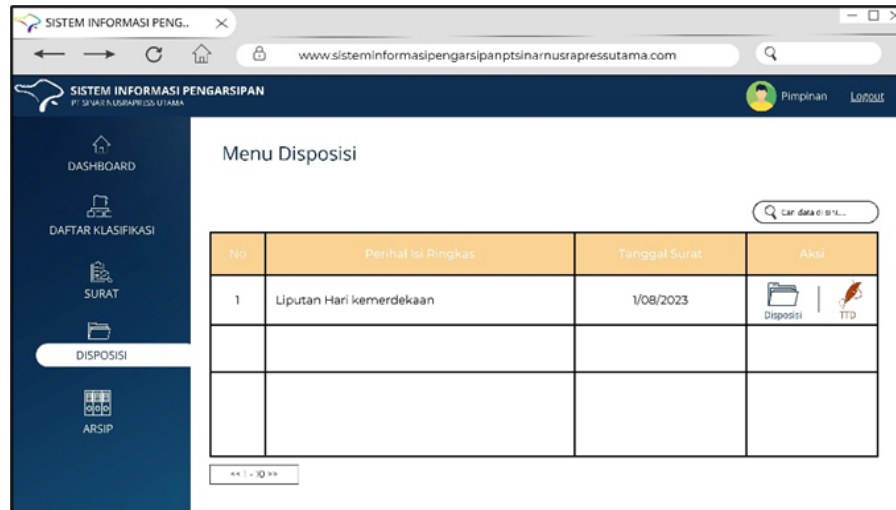 SISTEM INFORMASI PENG..
www.sisteminformasipengarsipanptsinarnusrapressutama.com
SISTEM INFORMASI PENGARSIPAN
PT SINAR NUSRAPRESS UTAMA
Pimpinan Logout
DASHBOARD
DAFTAR KLASIFIKASI
SURAT
DISPOSISI
ARSIP
Menu Disposisi
Cari data di sini...
No Perihal Isi Ringkas Tanggal Surat Aksi
1 Liputan Hari kemerdekaan 1/08/2023 Disposisi | TTD
<< 1 - 10 >>